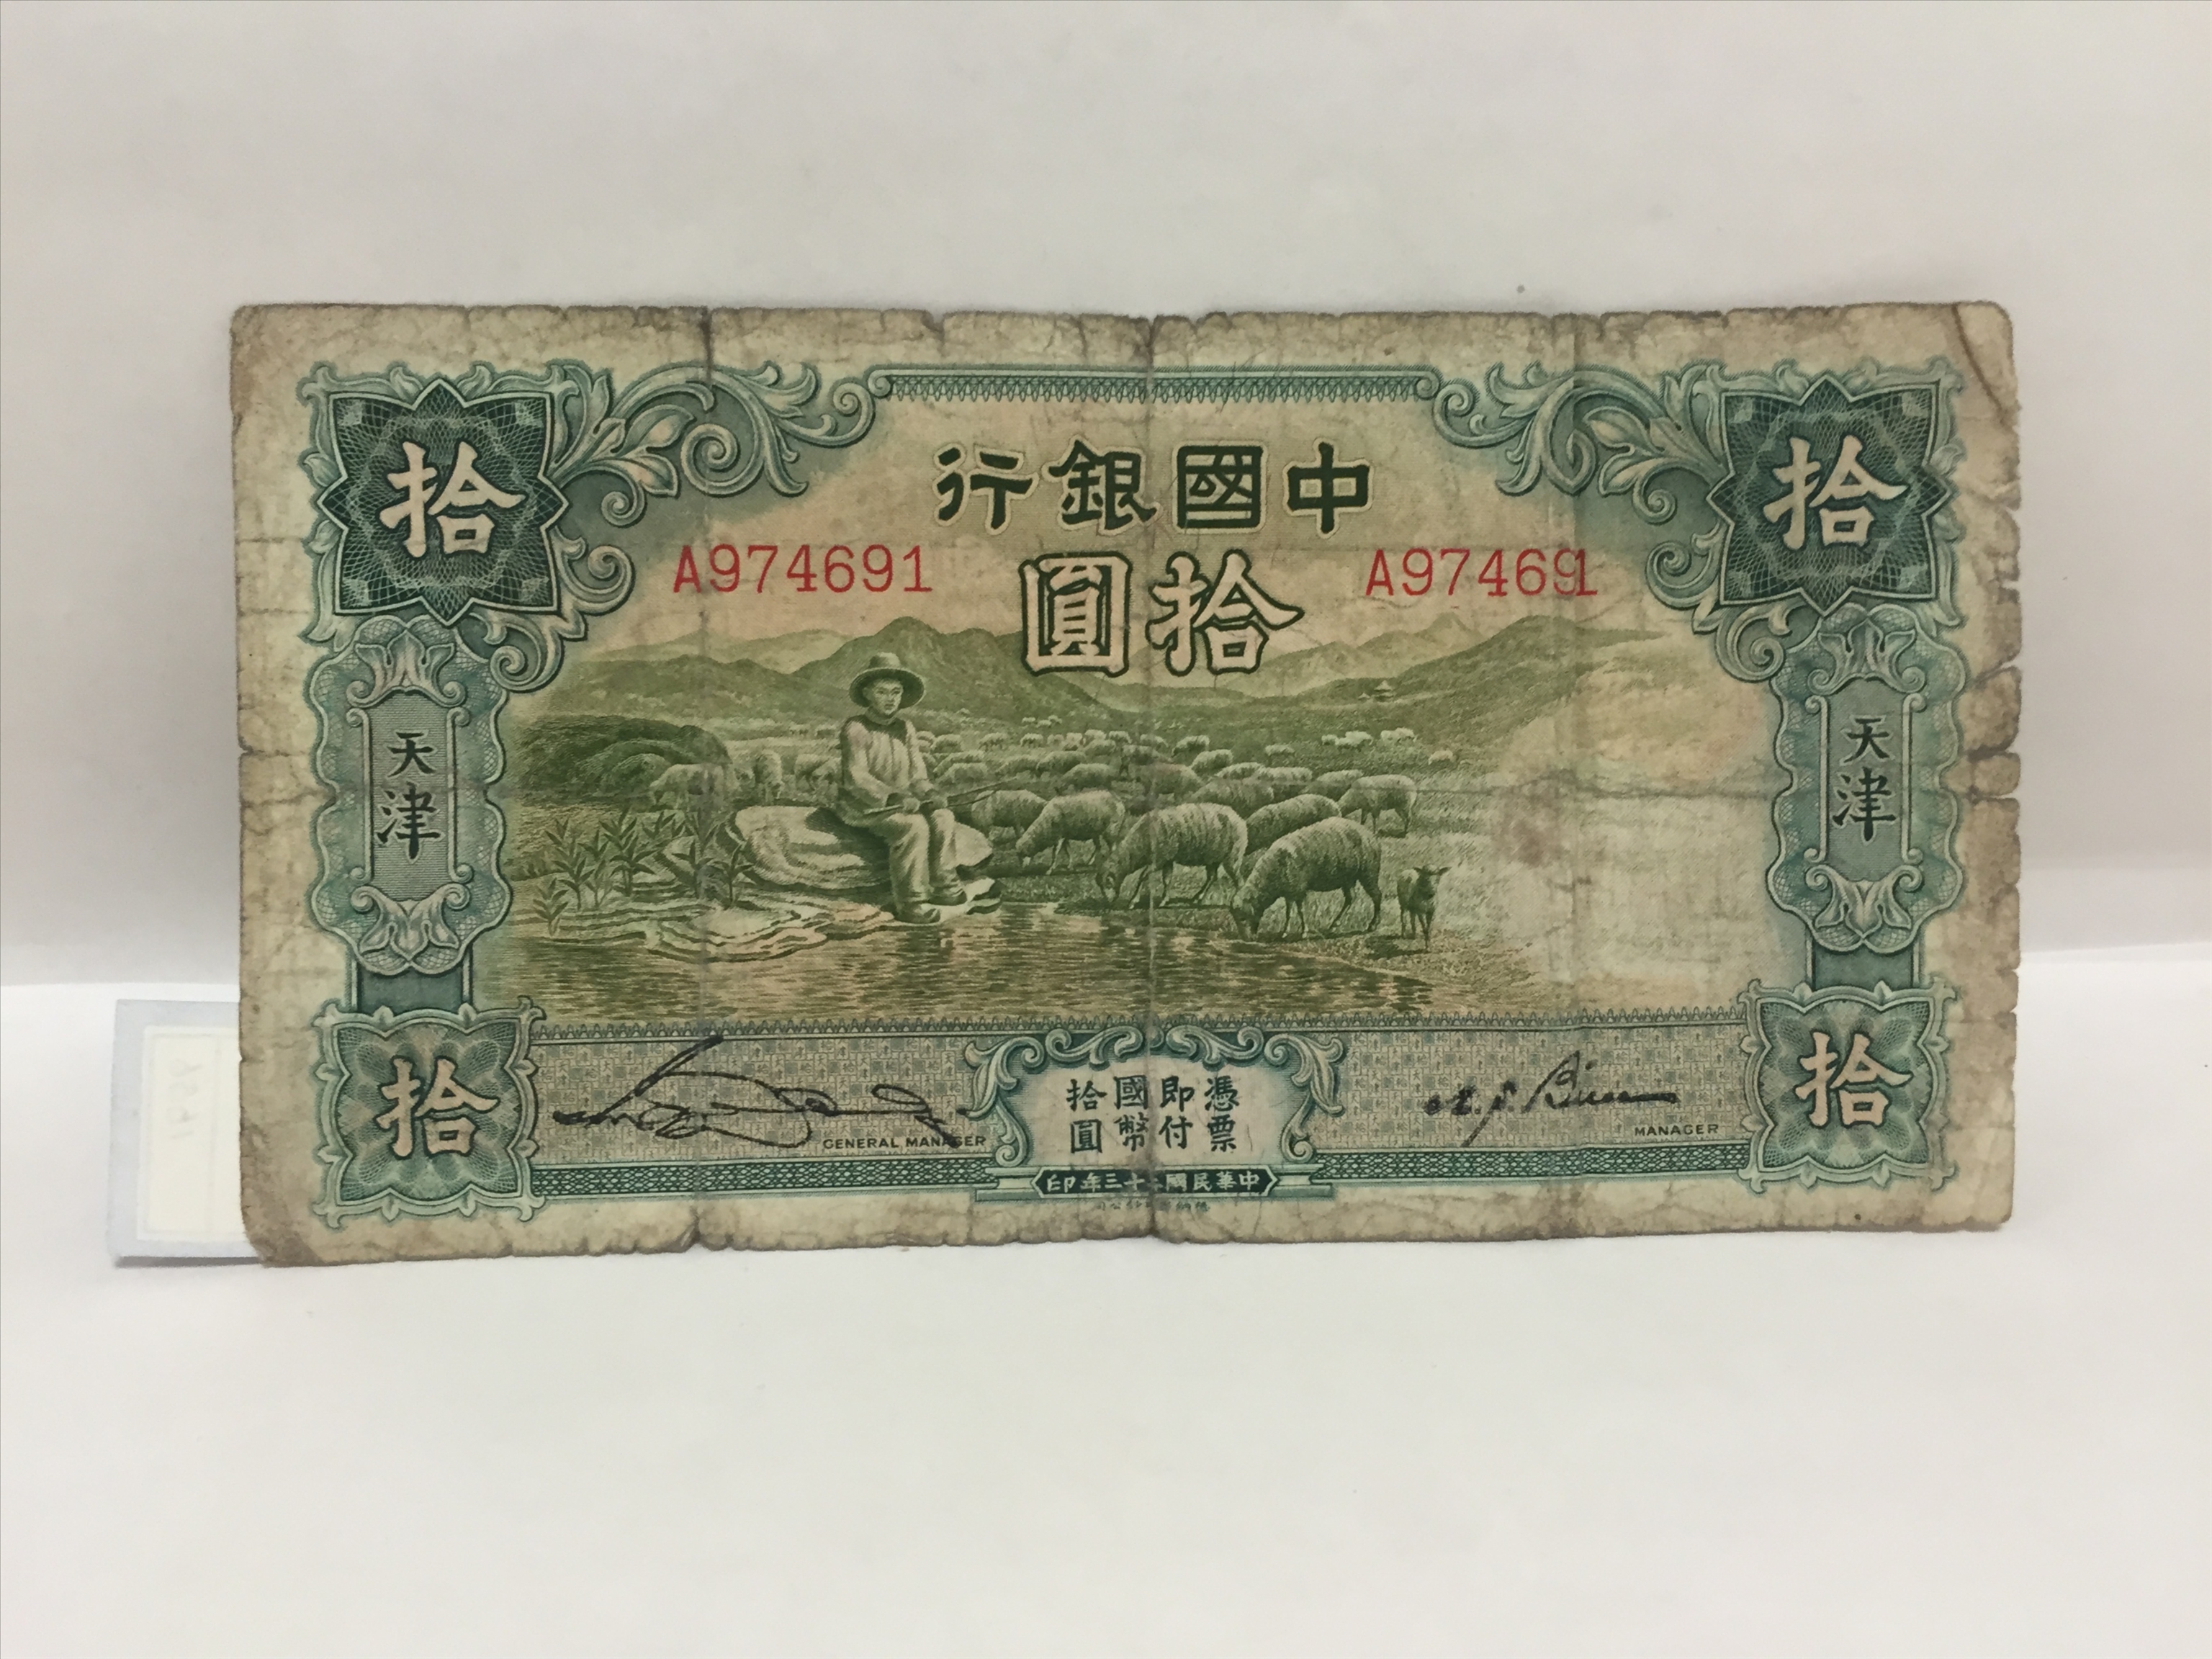 中國銀行
拾
拾
A974691
拾圓
A974691
天津
天津
憑票
即付
國幣
拾圓
拾
拾
GENERAL MANAGER
MANAGER
中華民國二十三年印